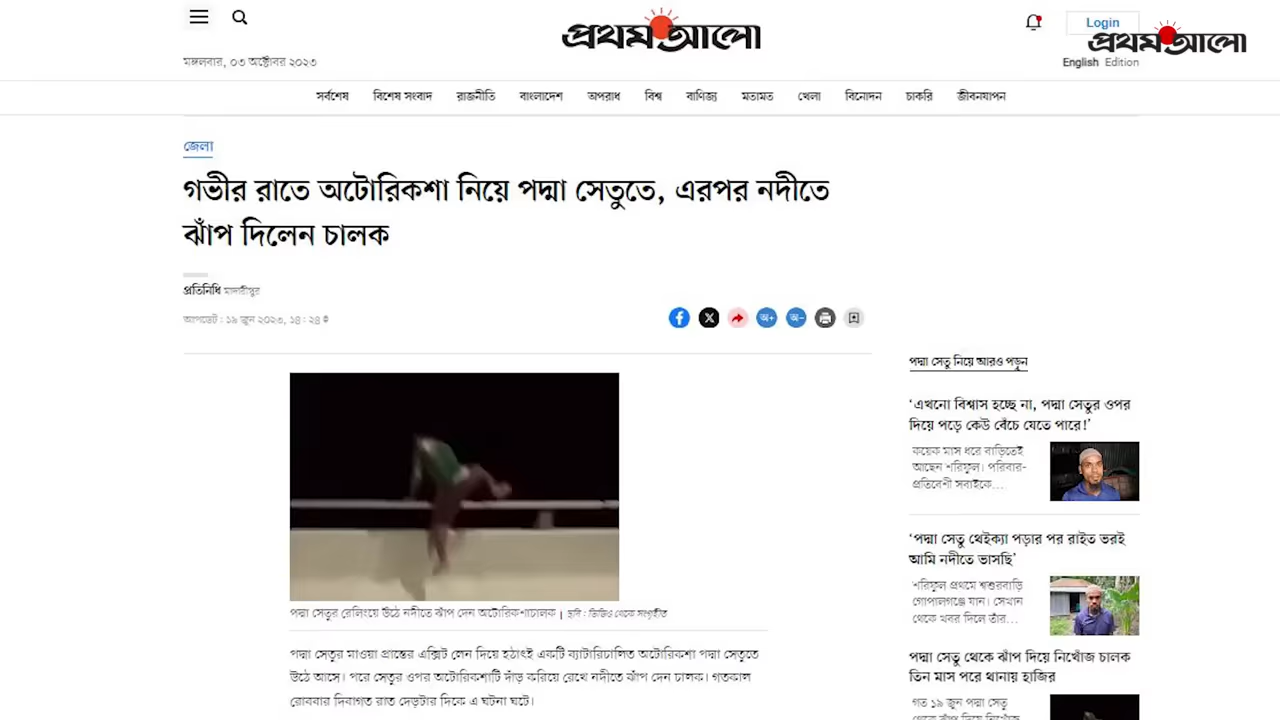 প্রথম আলো
Login
প্রথম আলো
মঙ্গলবার, ০৩ অক্টোবর ২০২৩
English Edition
সর্বশেষ বিশেষ সংবাদ রাজনীতি বাংলাদেশ অপরাধ বিশ্ব বাণিজ্য মতামত খেলা বিনোদন চাকরি জীবনযাপন
জেলা
গভীর রাতে অটোরিকশা নিয়ে পদ্মা সেতুতে, এরপর নদীতে
ঝাঁপ দিলেন চালক
প্রতিনিধি মাদারীপুর
আপডেট: ১৯ জুন ২০২৩, ১৪: ২৪
অ+ অ-
পদ্মা সেতুর রেলিংয়ে উঠে নদীতে ঝাঁপ দেন অটোরিকশাচালক | ছবি: ভিডিও থেকে সংগৃহীত
পদ্মা সেতুর মাওয়া প্রান্তের এক্সিট লেন দিয়ে হঠাৎই একটি ব্যাটারিচালিত অটোরিকশা পদ্মা সেতুতে
উঠে আসে। পরে সেতুর ওপর অটোরিকশাটি দাঁড় করিয়ে রেখে নদীতে ঝাঁপ দেন চালক। গতকাল
রোববার দিবাগত রাত দেড়টার দিকে এ ঘটনা ঘটে।
পদ্মা সেতু নিয়ে আরও পড়ুন
‘এখনো বিশ্বাস হচ্ছে না, পদ্মা সেতুর ওপর
দিয়ে পড়ে কেউ বেঁচে যেতে পারে!’
কয়েক মাস ধরে বাড়িতেই
আছেন শরিফুল। পরিবার-
প্রতিবেশী সবাইকে...
‘পদ্মা সেতু থেইক্যা পড়ার পর রাইত ভরই
আমি নদীতে ভাসছি’
শরিফুল প্রথমে শ্বশুরবাড়ি
গোপালগঞ্জে যান। সেখান
থেকে খবর দিলে তাঁর...
পদ্মা সেতু থেকে ঝাঁপ দিয়ে নিখোঁজ চালক
তিন মাস পরে থানায় হাজির
গত ১৯ জুন পদ্মা সেতু
থেকে ঝাঁপ দিয়ে নিখোঁজ